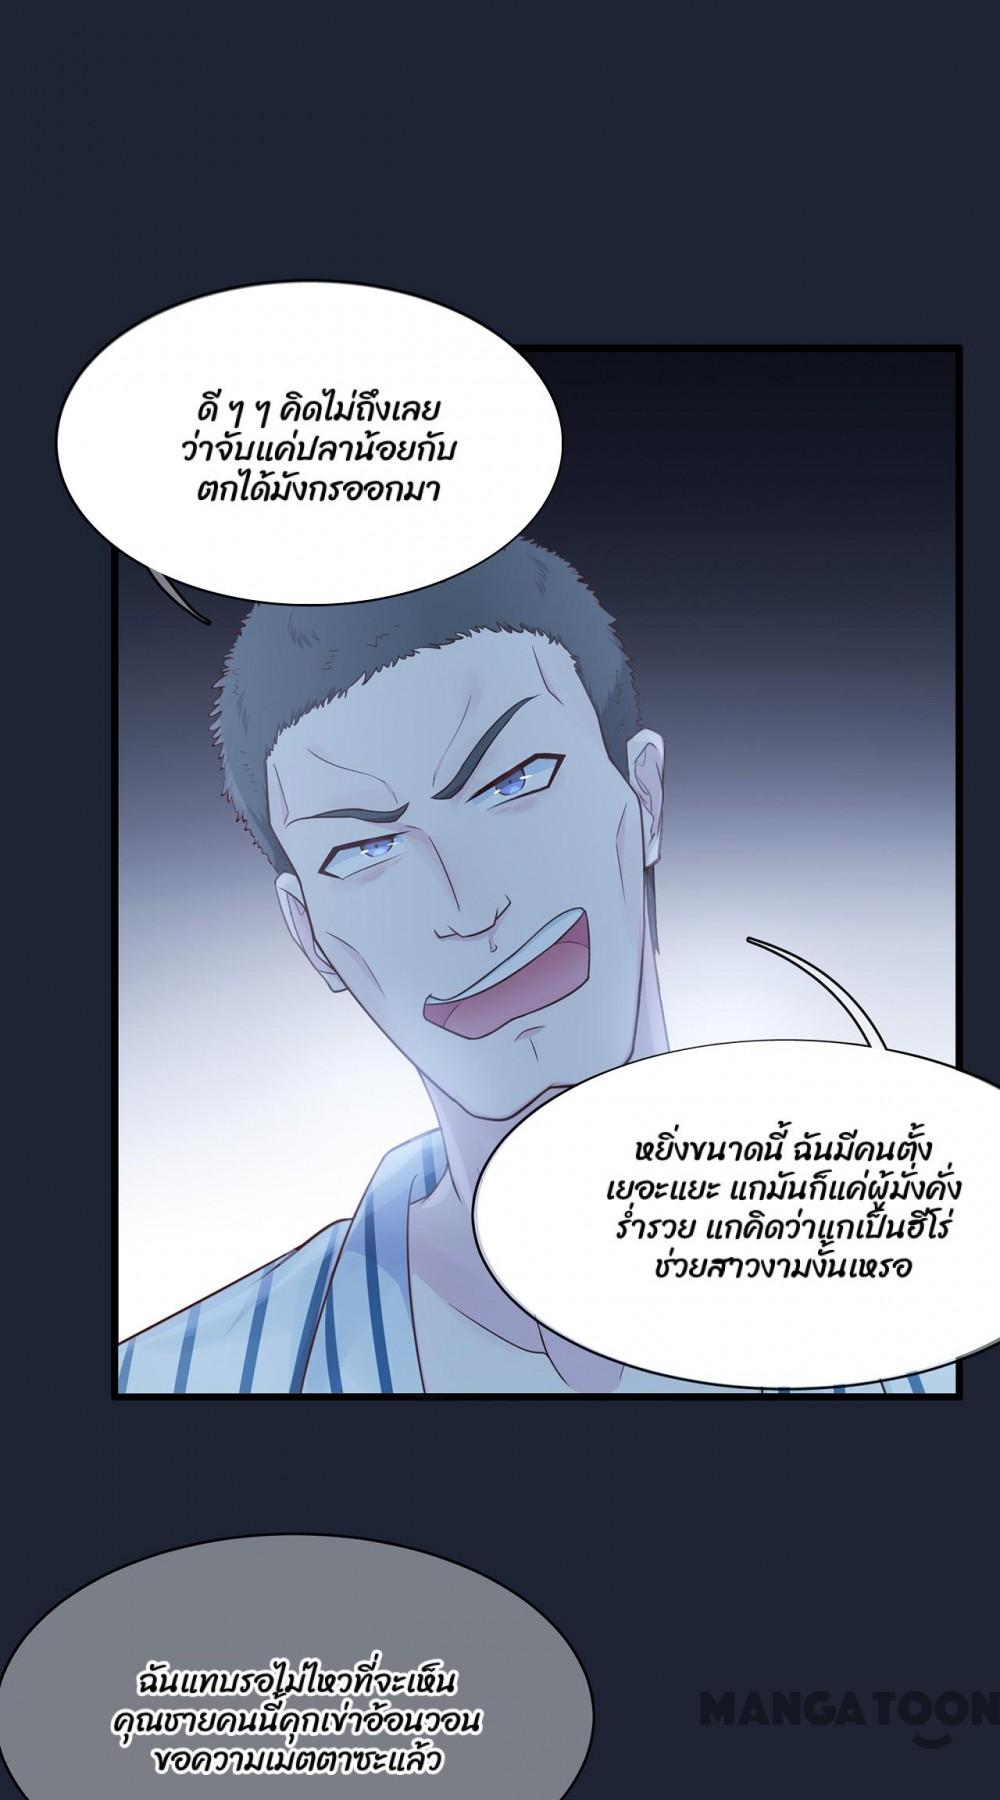 ดี ๆ ๆ คิดไม่ถึงเลย
ว่าจับแค่ปลาน้อยกับ
ตกได้มังกรออกมา
หยิ่งขนาดนี้ ฉันมีคนตั้ง
เยอะแยะ แกมันก็แค่ผู้มั่งคั่ง
ร่ำรวย แกคิดว่าแกเป็นฮีโร่
ช่วยสาวงามงั้นเหรอ
ฉันแทบรอไม่ไหวที่จะเห็น
คุณชายคนนี้คุกเข่าอ้อนวอน
ขอความเมตตาซะแล้ว
MANGATOON